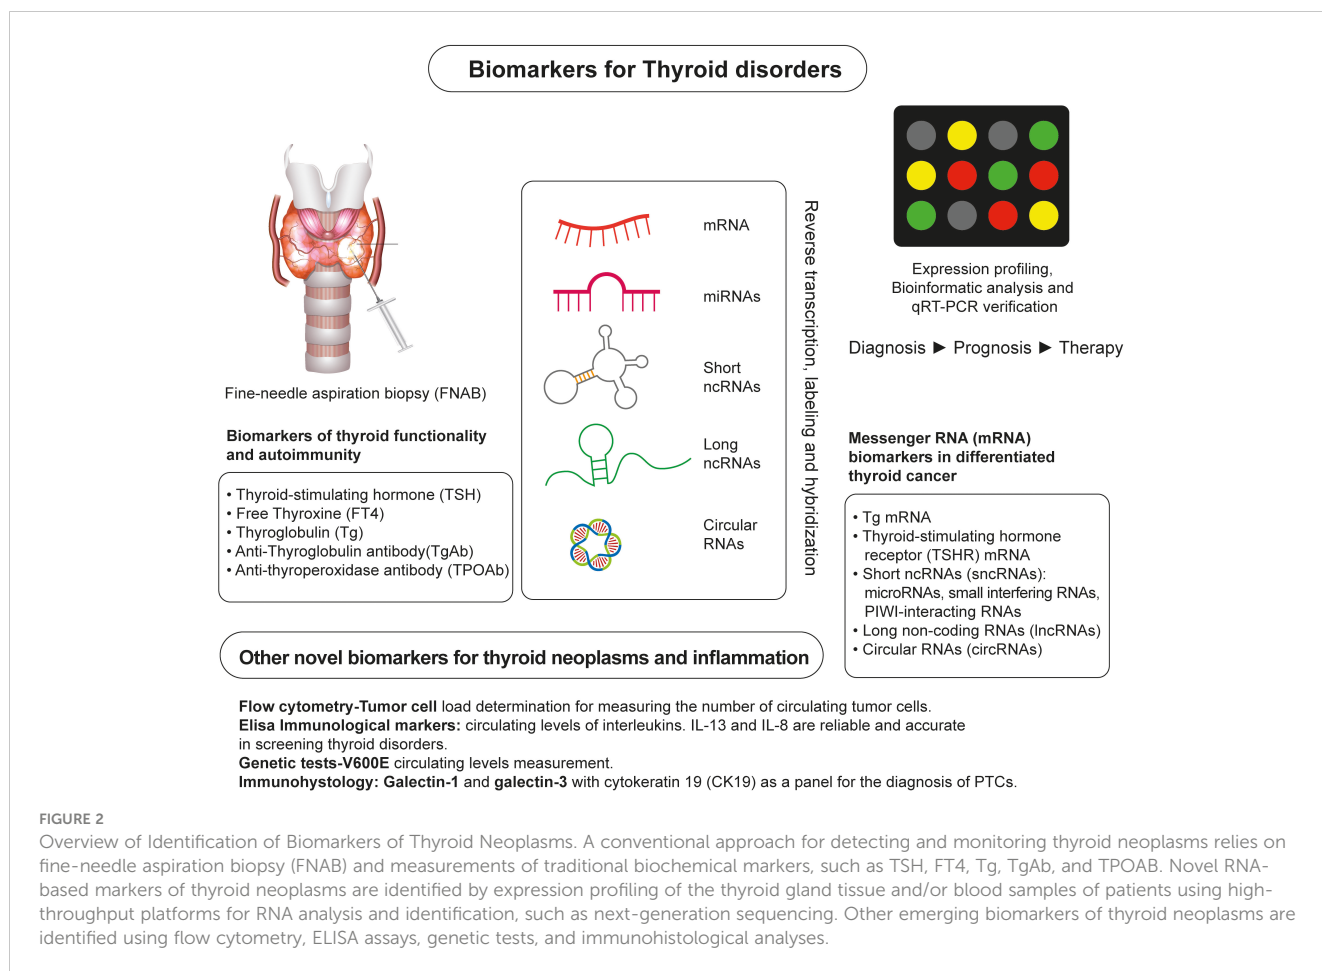 Biomarkers for Thyroid disorders
Fine-needle aspiration biopsy (FNAB)
Biomarkers of thyroid functionality
and autoimmunity
• Thyroid-stimulating hormone (TSH)
• Free Thyroxine (FT4)
• Thyroglobulin (Tg)
• Anti-Thyroglobulin antibody(TgAb)
• Anti-thyroperoxidase antibody (TPOAb)
mRNA
miRNAs
Short
ncRNAs
Long
ncRNAs
Circular
RNAs
Reverse transcription, labeling and hybridization
Expression profiling,
Bioinformatic analysis and
qRT-PCR verification
Diagnosis ► Prognosis ► Therapy
Messenger RNA (mRNA)
biomarkers in differentiated
thyroid cancer
• Tg mRNA
• Thyroid-stimulating hormone
receptor (TSHR) mRNA
• Short ncRNAs (sncRNAs):
microRNAs, small interfering RNAs,
PIWI-interacting RNAs
• Long non-coding RNAs (lncRNAs)
• Circular RNAs (circRNAs)
Other novel biomarkers for thyroid neoplasms and inflammation
Flow cytometry-Tumor cell load determination for measuring the number of circulating tumor cells.
Elisa Immunological markers: circulating levels of interleukins. IL-13 and IL-8 are reliable and accurate
in screening thyroid disorders.
Genetic tests-V600E circulating levels measurement.
Immunohystology: Galectin-1 and galectin-3 with cytokeratin 19 (CK19) as a panel for the diagnosis of PTCs.
FIGURE 2
Overview of Identification of Biomarkers of Thyroid Neoplasms. A conventional approach for detecting and monitoring thyroid neoplasms relies on
fine-needle aspiration biopsy (FNAB) and measurements of traditional biochemical markers, such as TSH, FT4, Tg, TgAb, and TPOAB. Novel RNA-
based markers of thyroid neoplasms are identified by expression profiling of the thyroid gland tissue and/or blood samples of patients using high-
throughput platforms for RNA analysis and identification, such as next-generation sequencing. Other emerging biomarkers of thyroid neoplasms are
identified using flow cytometry, ELISA assays, genetic tests, and immunohistological analyses.